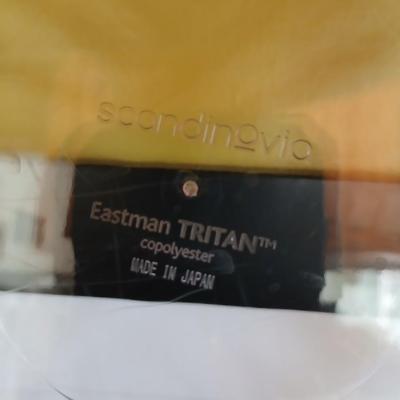 scandinovia
Eastman TRITAN™
copolyester
MADE IN JAPAN